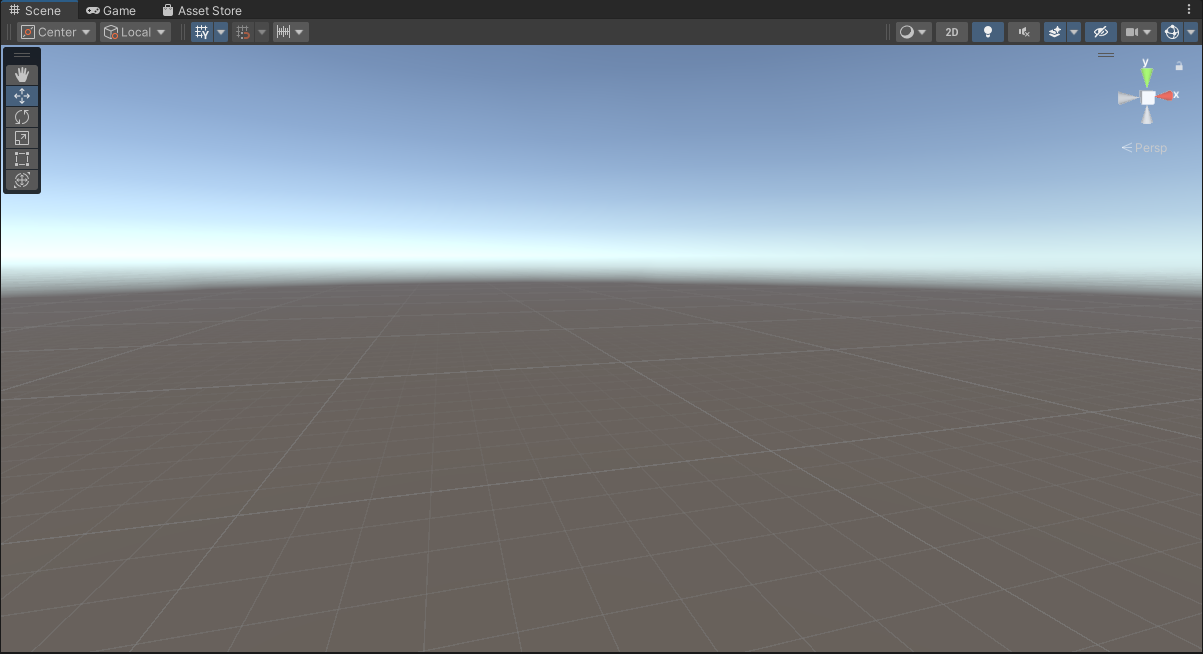 Scene Game Asset Store
Center Local 2D
y
x
Persp